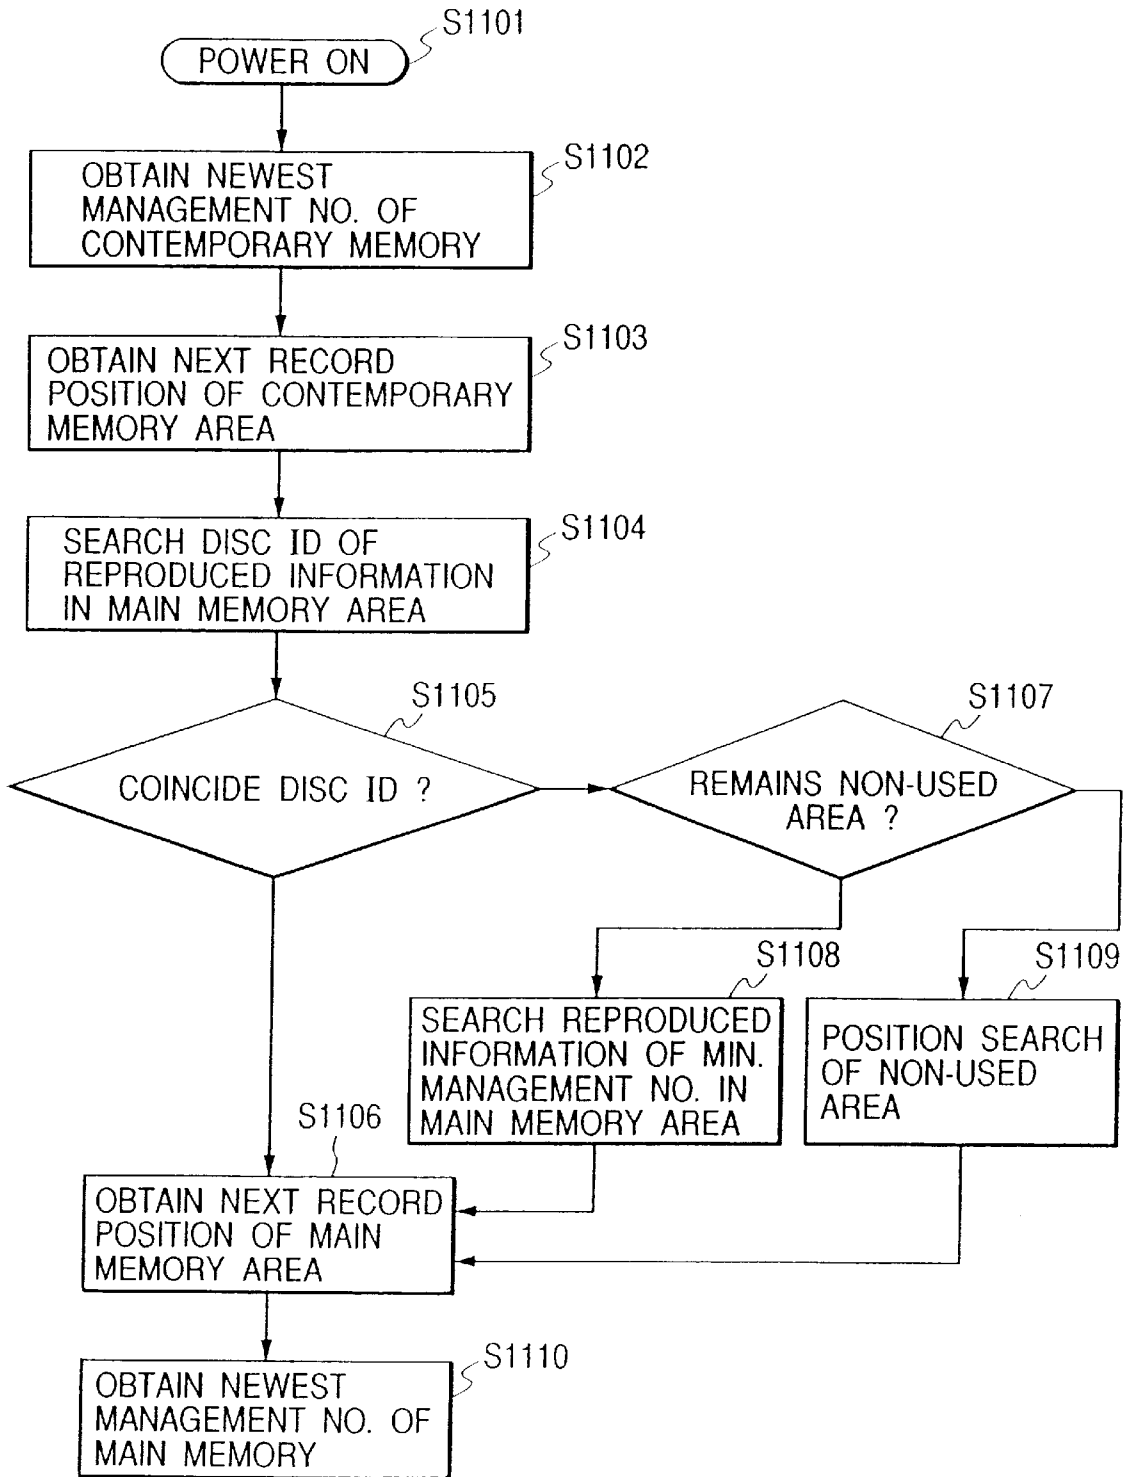 S1101
POWER ON
S1102
OBTAIN NEWEST
MANAGEMENT NO. OF
CONTEMPORARY MEMORY
S1103
OBTAIN NEXT RECORD
POSITION OF CONTEMPORARY
MEMORY AREA
S1104
SEARCH DISC ID OF
REPRODUCED INFORMATION
IN MAIN MEMORY AREA
S1105
COINCIDE DISC ID ?
S1107
REMAINS NON-USED
AREA ?
S1108
SEARCH REPRODUCED
INFORMATION OF MIN.
MANAGEMENT NO. IN
MAIN MEMORY AREA
S1109
POSITION SEARCH
OF NON-USED
AREA
S1106
OBTAIN NEXT RECORD
POSITION OF MAIN
MEMORY AREA
S1110
OBTAIN NEWEST
MANAGEMENT NO. OF
MAIN MEMORY